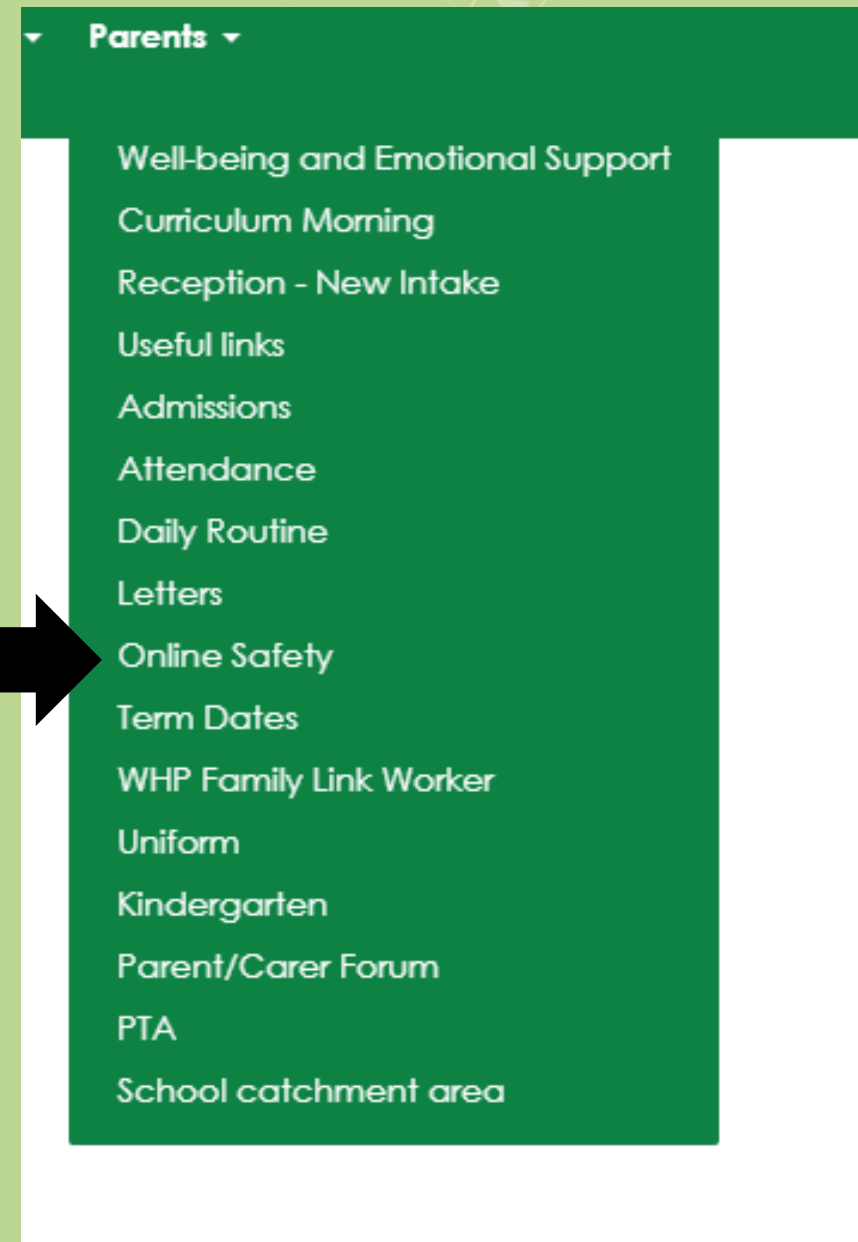 Parents
Well-being and Emotional Support
Curriculum Morning
Reception - New Intake
Useful links
Admissions
Attendance
Daily Routine
Letters
Online Safety
Term Dates
WHP Family Link Worker
Uniform
Kindergarten
Parent/Carer Forum
PTA
School catchment area